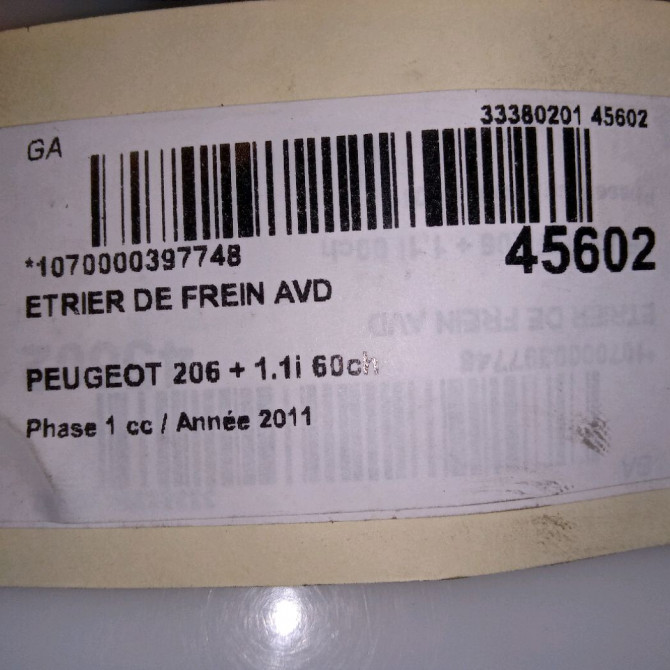 33380201 45602
GA
*1070000397748
45602
ETRIER DE FREIN AVD
PEUGEOT 206 + 1.1i 60ch
Phase 1 cc / Année 2011